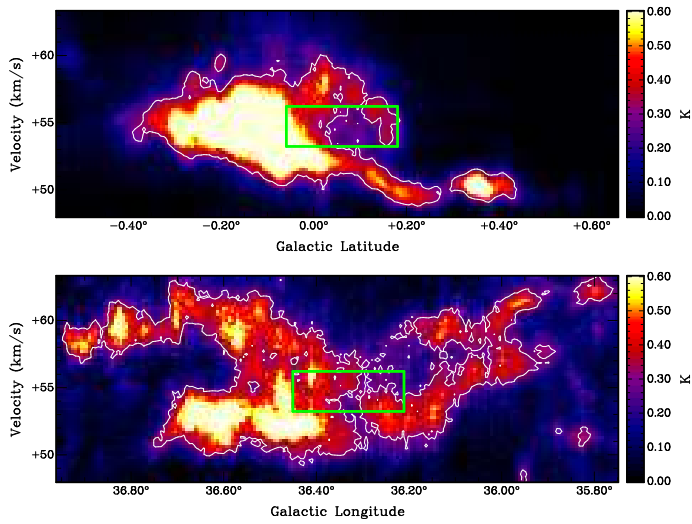 0.60
+60
0.50
Velocity (km/s)
0.40
+55
K
0.30
0.20
0.10
+50
0.00
−0.40° −0.20° 0.00° +0.20° +0.40° +0.60°
Galactic Latitude
0.60
+60
0.50
Velocity (km/s)
0.40
+55
K
0.30
0.20
+50
0.10
0.00
36.80° 36.60° 36.40° 36.20° 36.00° 35.80°
Galactic Longitude